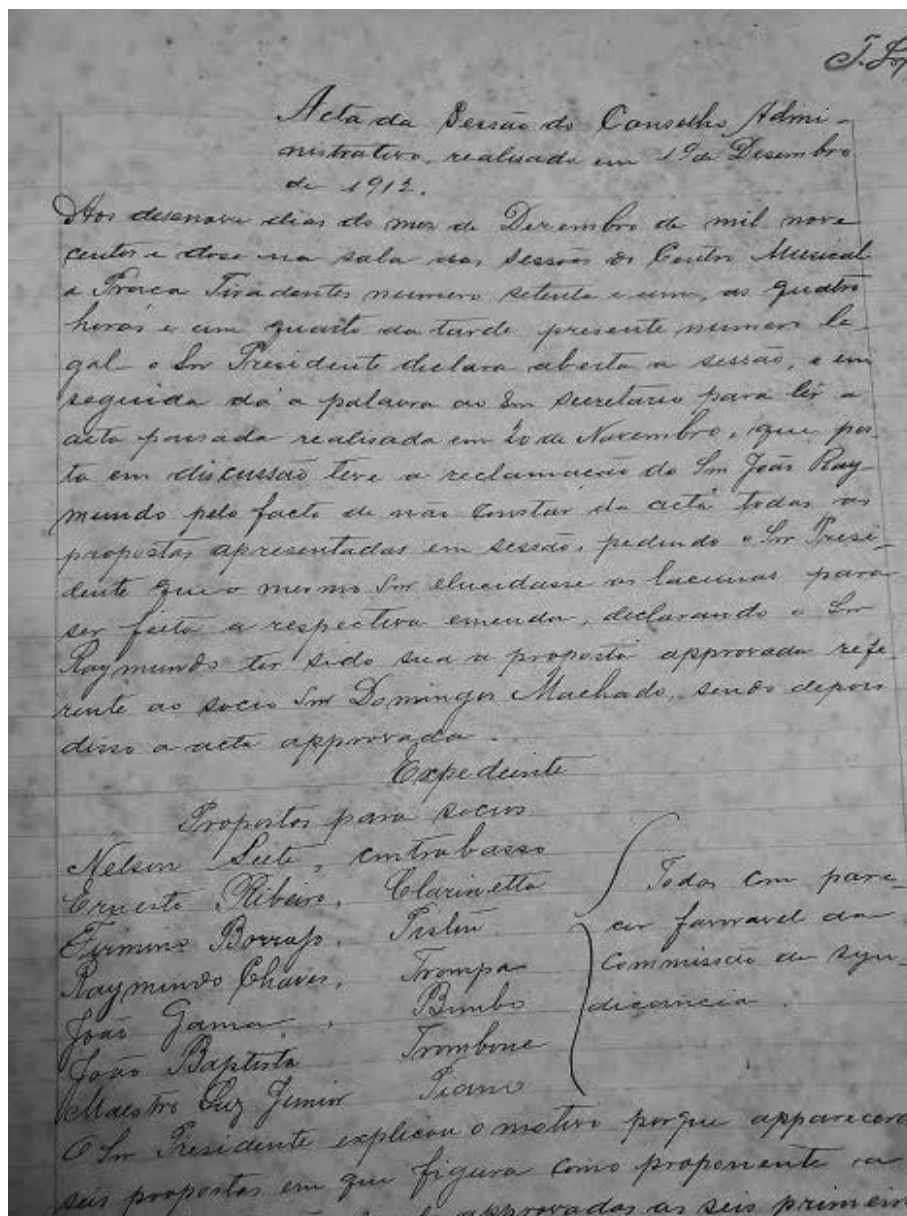 Acta da Sessão do Conselho Admi-
nistrativo, realisada em 19 de Desembro
de 1912.
Aos desenove dias do mez de Dezembro de mil nove
centos e dose na sala das sessões do Centro Musical
a Praca Tiradentes numero setenta e um, as quatro
horas e um quarto da tarde presente numero le-
gal o Snr Presidente declara aberta a sessão, e em
seguida dá a palavra ao Snr Secretario para lêr a
acta passada realisada em 20 de Novembro, que pos-
ta em discussão teve a reclamacão do Snr João Ray-
mundo pelo facto de não constar da acta todas as
propostas apresentadas em sessão, pedindo o Snr Presi-
dente que o mesmo Snr elucidasse as lacunas para
ser feita a respectiva emenda, declarando o Snr
Raymundo ter sido sua a proposta approvada refe-
rente ao socio Snr Domingos Machado, sendo depois
disso a acta approvada.
Expediente
Propostos para socios
Nelson, contrabasso
Ernesto Ribeiro, Clarinetta
Firmino Borrajo, Piston
Raymundo Chaves, Trompa
João Gama, Bombo
João Baptista Trombone
Maestro Luz Junior Piano
Todos com pare-
cer favoravel da
Commissão de syn-
dicancia.
O Snr Presidente explicou o motivo porque apparecera
seis propostas em que figura como proponente
approvadas as seis primeir